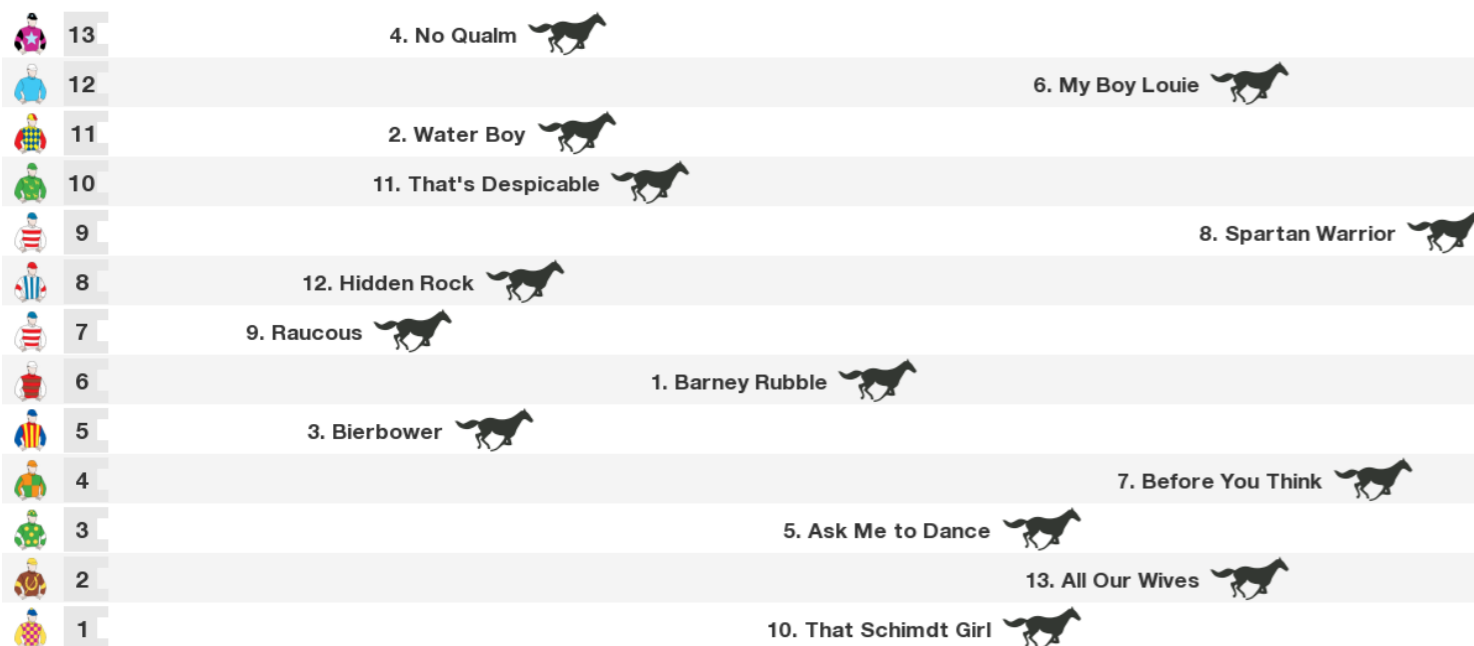 13 4. No Qualm
12 6. My Boy Louie
11 2. Water Boy
10 11. That's Despicable
9 8. Spartan Warrior
8 12. Hidden Rock
7 9. Raucous
6 1. Barney Rubble
5 3. Bierbower
4 7. Before You Think
3 5. Ask Me to Dance
2 13. All Our Wives
1 10. That Schimdt Girl